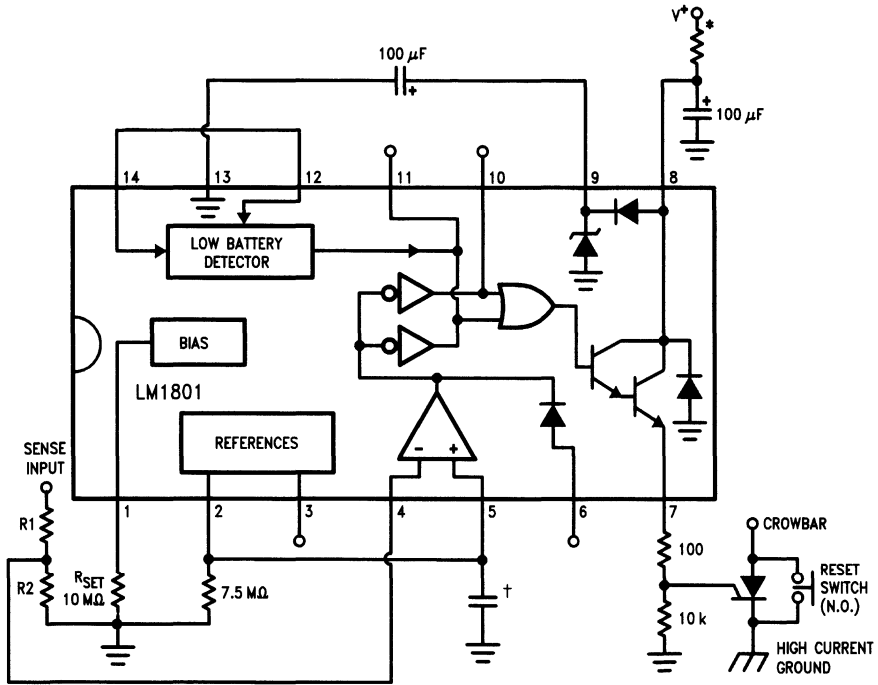 V+
*
100 μF
+
+
100 μF
14
13
12
11
10
9
8
LOW BATTERY
DETECTOR
BIAS
LM1801
REFERENCES
-
+
SENSE
INPUT
1
2
3
4
5
6
7
R1
R2
RSET
10 MΩ
7.5 MΩ
†
100
10 k
CROWBAR
RESET
SWITCH
(N.O.)
HIGH CURRENT
GROUND